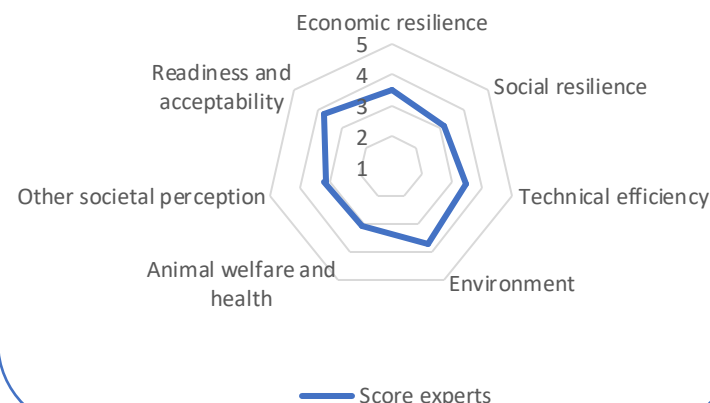 Economic resilience
5
Readiness and
acceptability
4
Social resilience
3
2
1
Other societal perception
Technical efficiency
Animal welfare and
health
Environment
Score experts